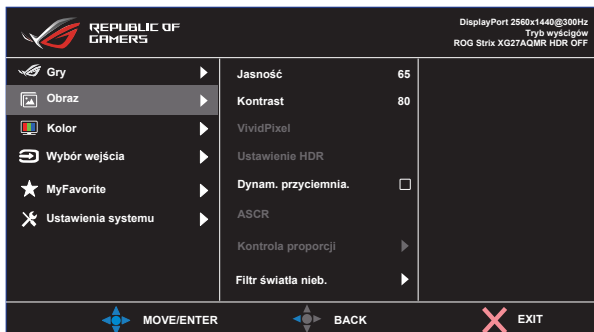 REPUBLIC OF
GAMERS
DisplayPort 2560x1440@300Hz
Tryb wyścigów
ROG Strix XG27AQMR HDR OFF
Gry
Obraz
Kolor
Wybór wejścia
MyFavorite
Ustawienia systemu
Jasność 65
Kontrast 80
VividPixel
Ustawienie HDR
Dynam. przyciemnia.
ASCR
Kontrola proporcji
Filtr światła nieb.
MOVE/ENTER BACK EXIT